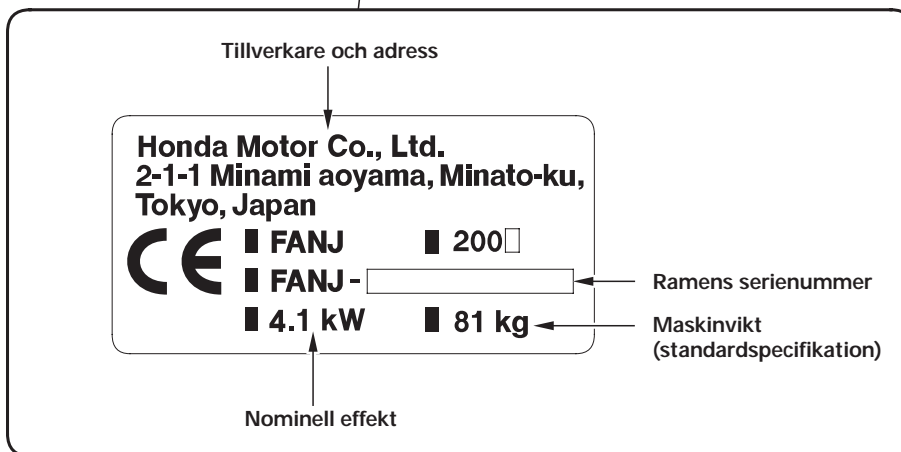 Tillverkare och adress
Honda Motor Co., Ltd.
2-1-1 Minami aoyama, Minato-ku,
Tokyo, Japan
CE FANJ 200
FANJ -
Ramens serienummer
4.1 kW 81 kg
Maskinvikt
(standardspecifikation)
Nominell effekt